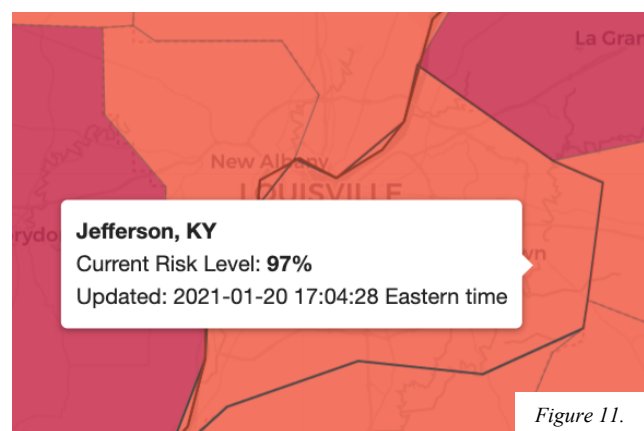 La Gran
New Albany
LOUISVILLE
Jefferson, KY
Current Risk Level: 97%
Updated: 2021-01-20 17:04:28 Eastern time
Figure 11.